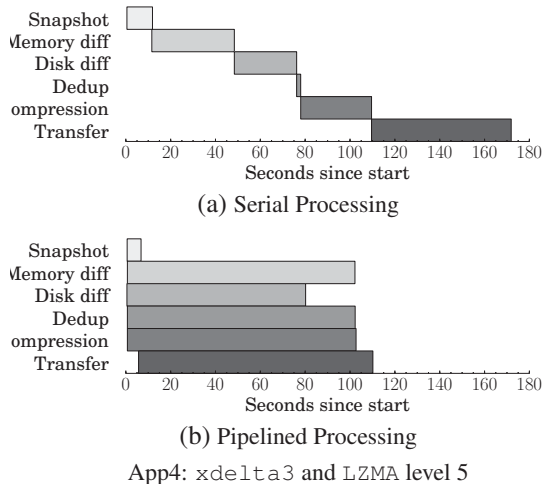 Snapshot
Memory diff
Disk diff
Dedup
ompression
Transfer
0 20 40 60 80 100 120 140 160 180
Seconds since start
(a) Serial Processing
Snapshot
Memory diff
Disk diff
Dedup
ompression
Transfer
0 20 40 60 80 100 120 140 160 180
Seconds since start
(b) Pipelined Processing
App4: xdelta3 and LZMA level 5